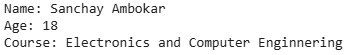 Name: Sanchay Ambokar
Age: 18
Course: Electronics and Computer Enginnering